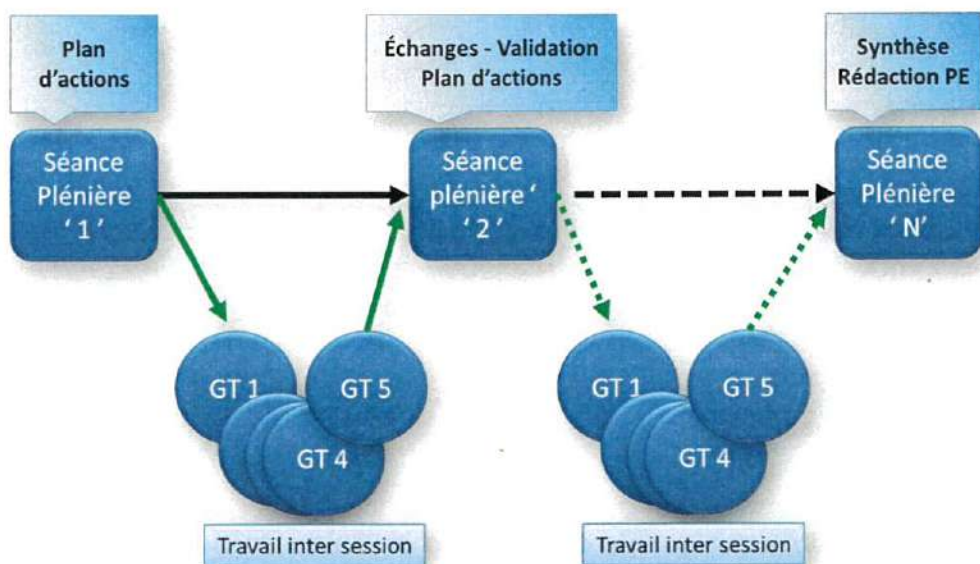 Plan
d'actions
Échanges - Validation
Plan d'actions
Synthèse
Rédaction PE
Séance
Plénière
‘ 1 ’
Séance
plénière ‘
‘ 2 ’
Séance
Plénière
‘ N’
GT 1
GT 5
GT 4
Travail inter session
GT 1
GT 5
GT 4
Travail inter session